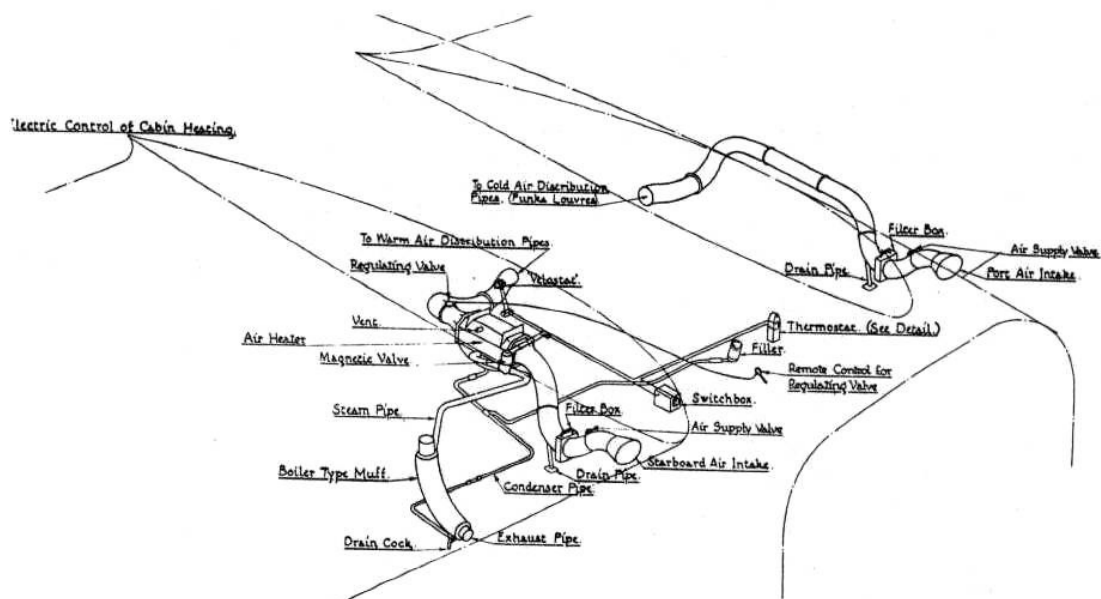 lectric Control of Cabin Heating.
To Cold Air Distribution
Pipes. (Punka Louvres)
Filter Box.
Air Supply Valve
Port Air Intake.
Drain Pipe.
To Warm Air Distribution Pipes.
Regulating Valve
Velostat.
Vent.
Air Heater
Magnetic Valve
Thermostat. (See Detail.)
Filler.
Remote Control for
Regulating Valve
Steam Pipe.
Switchbox.
Filter Box.
Air Supply Valve
Starboard Air Intake.
Boiler Type Muff.
Drain Pipe.
Condenser Pipe.
Drain Cock.
Exhaust Pipe.